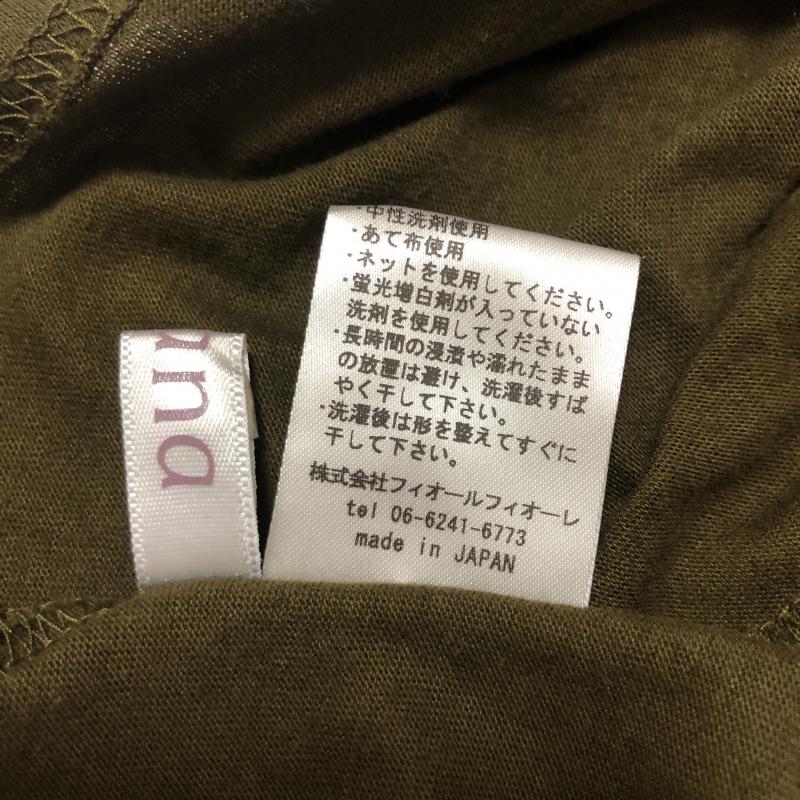 ・中性洗剤使用
・あて布使用
・ネットを使用してください。
・蛍光増白剤が入っていない
洗剤を使用してください。
・長時間の浸漬や濡れたまま
の放置は避け、洗濯後すば
やく干して下さい。
・洗濯後は形を整えてすぐに
干して下さい。
株式会社フィオールフィオーレ
tel 06-6241-6773
made in JAPAN